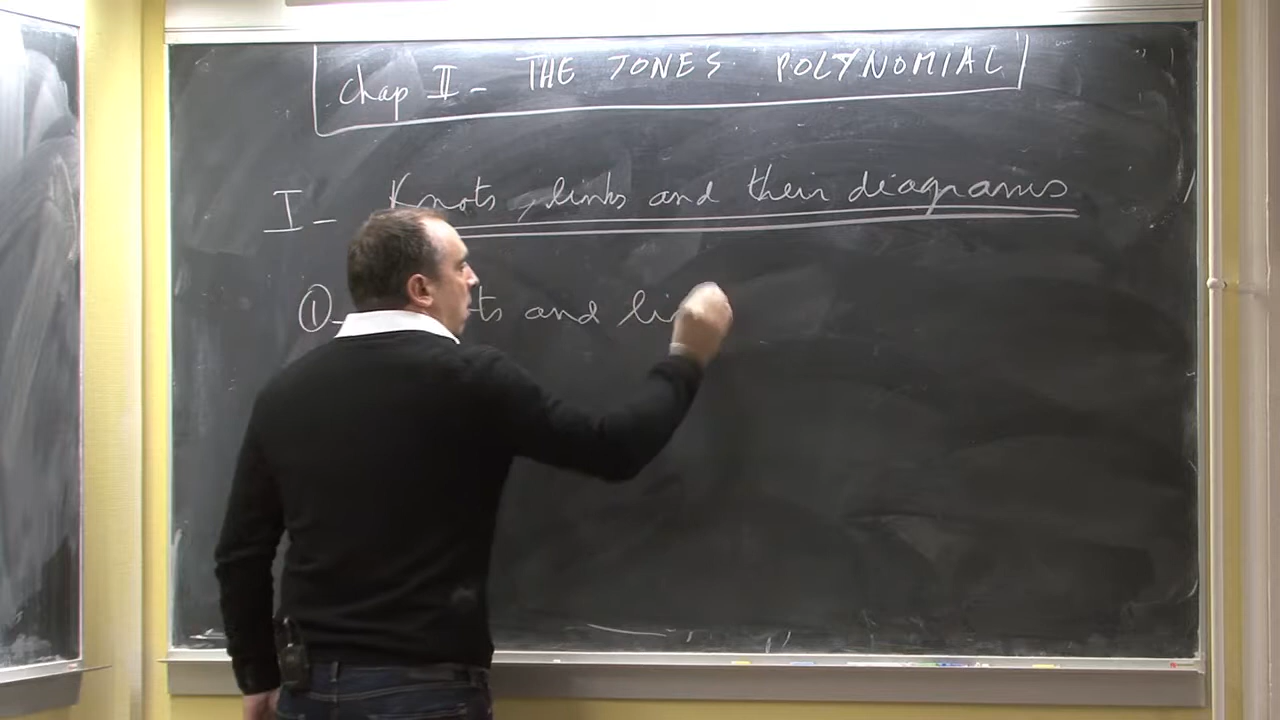 Chap II - THE JONES POLYNOMIAL
I - Knots, links and their diagrams
①- and